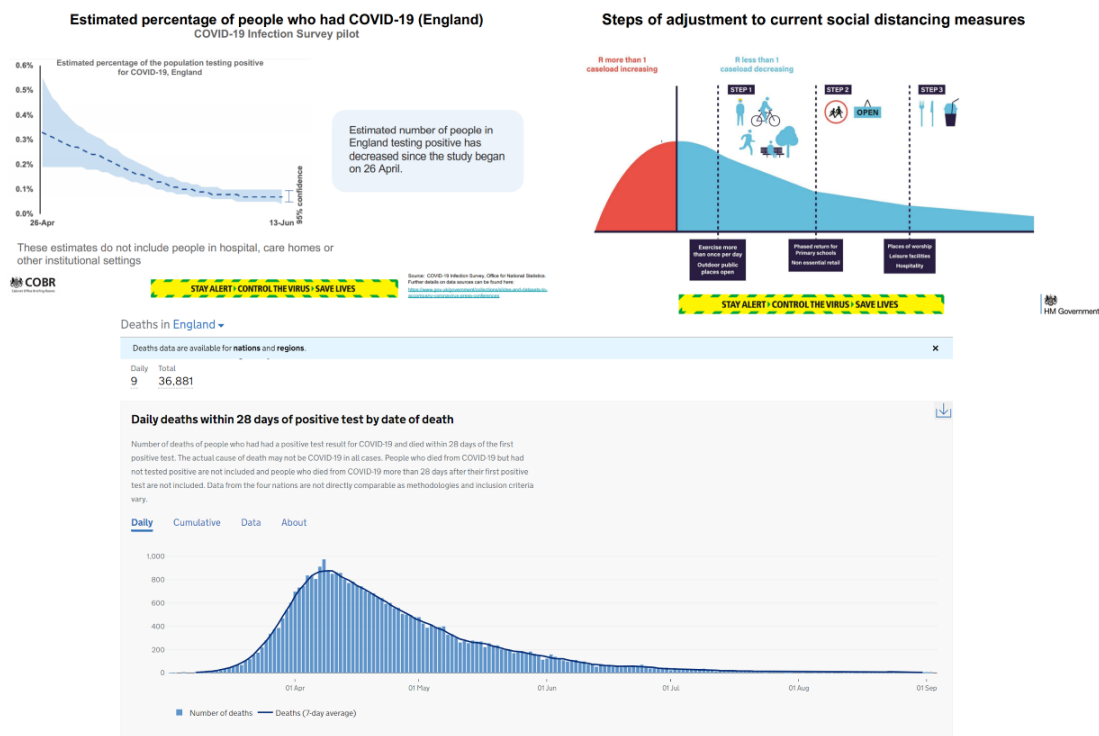 Estimated percentage of people who had COVID-19 (England)
COVID-19 Infection Survey pilot
Estimated percentage of the population testing positive
for COVID-19, England
0.6%
0.5%
0.4%
0.3%
0.2%
0.1%
0.0%
26-Apr
13-Jun
95% confidence
Estimated number of people in
England testing positive has
decreased since the study began
on 26 April.
These estimates do not include people in hospital, care homes or
other institutional settings
COBR
STAY ALERT CONTROL THE VIRUS SAVE LIVES
Source: COVID-19 Infection Survey, Office for National Statistics.
Further details on data sources can be found here:
Steps of adjustment to current social distancing measures
R more than 1
caseload increasing
R less than 1
caseload decreasing
STEP 1
STEP 2
STEP 3
OPEN
Exercise more
than once per day
Outdoor public
places open
Phased return for
Primary schools
Non essential retail
Places of worship
Leisure facilities
Hospitality
STAY ALERT CONTROL THE VIRUS SAVE LIVES
HM Government
Deaths in England
Deaths data are available for nations and regions.
Daily Total
9 36,881
Daily deaths within 28 days of positive test by date of death
Number of deaths of people who had had a positive test result for COVID-19 and died within 28 days of the first
positive test. The actual cause of death may not be COVID-19 in all cases. People who died from COVID-19 but had
not tested positive are not included and people who died from COVID-19 more than 28 days after their first positive
test are not included. Data from the four nations are not directly comparable as methodologies and inclusion criteria
vary.
Daily Cumulative Data About
1,000
800
600
400
200
0
01 Apr 01 May 01 Jun 01 Jul 01 Aug 01 Sep
Number of deaths Deaths (7-day average)